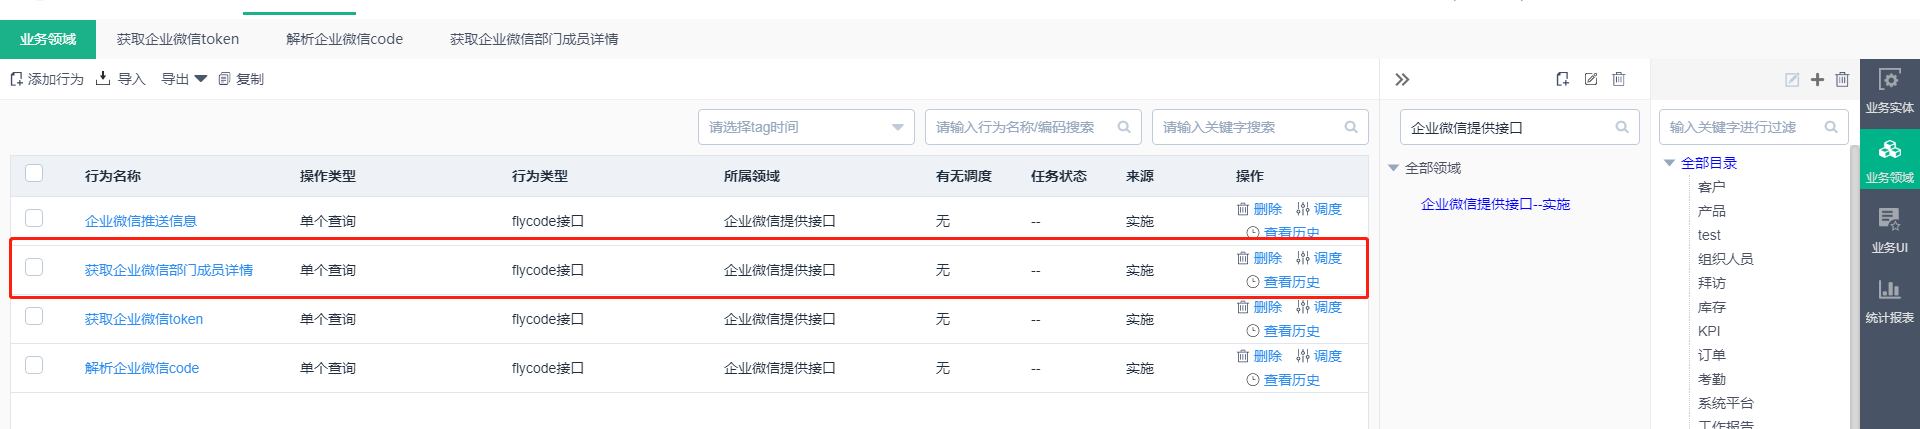 业务领域 获取企业微信token 解析企业微信code 获取企业微信部门成员详情
添加行为 导入 导出 复制
请选择tag时间 请输入行为名称/编码搜索 请输入关键字搜索
行为名称 操作类型 行为类型 所属领域 有无调度 任务状态 来源 操作
企业微信推送信息 单个查询 flycode接口 企业微信提供接口 无 -- 实施 删除 调度
查看历史
获取企业微信部门成员详情 单个查询 flycode接口 企业微信提供接口 无 -- 实施 删除 调度
查看历史
获取企业微信token 单个查询 flycode接口 企业微信提供接口 无 -- 实施 删除 调度
查看历史
解析企业微信code 单个查询 flycode接口 企业微信提供接口 无 -- 实施 删除 调度
查看历史
企业微信提供接口
全部领域
企业微信提供接口--实施
输入关键字进行过滤
全部目录
客户
产品
test
组织人员
拜访
库存
KPI
订单
考勤
系统平台
工作报告
业务实体
业务领域
业务UI
统计报表